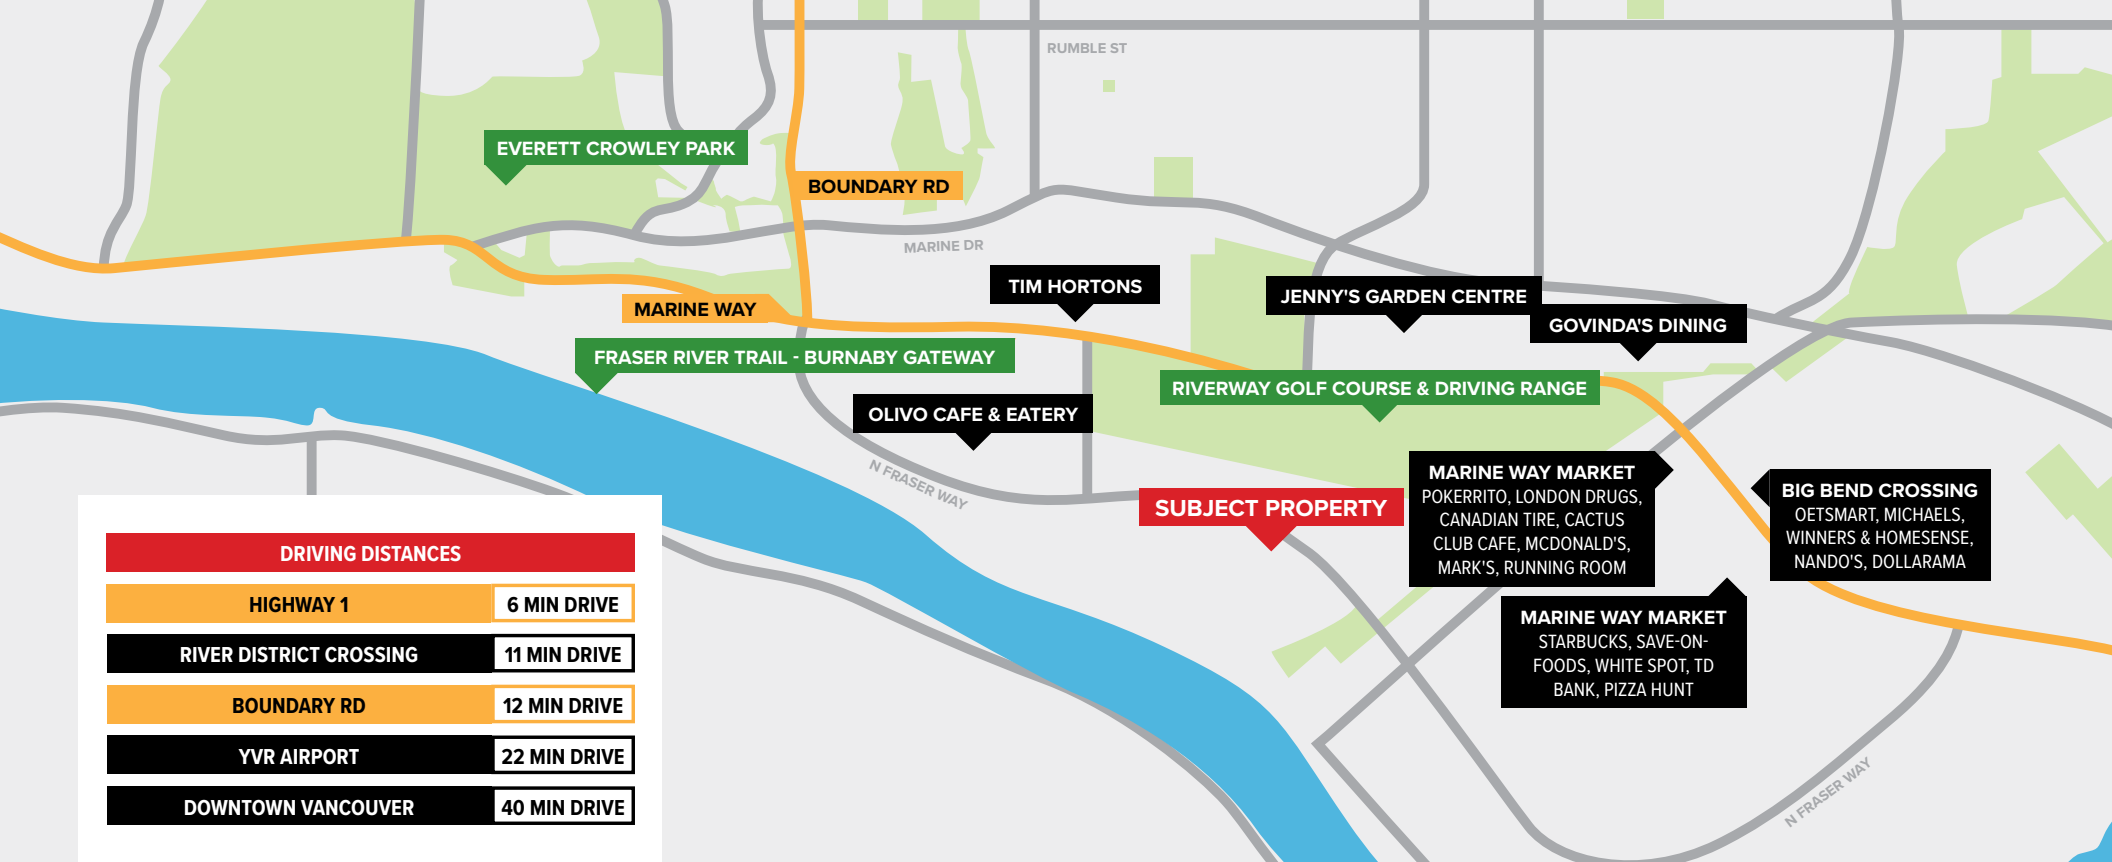 RUMBLE ST
EVERETT CROWLEY PARK
BOUNDARY RD
MARINE DR
TIM HORTONS
JENNY'S GARDEN CENTRE
MARINE WAY
GOVINDA'S DINING
FRASER RIVER TRAIL - BURNABY GATEWAY
RIVERWAY GOLF COURSE & DRIVING RANGE
OLIVO CAFE & EATERY
N FRASER WAY
SUBJECT PROPERTY
MARINE WAY MARKET
POKERRITO, LONDON DRUGS,
CANADIAN TIRE, CACTUS
CLUB CAFE, MCDONALD'S,
MARK'S, RUNNING ROOM
BIG BEND CROSSING
OETSMART, MICHAELS,
WINNERS & HOMESENSE,
NANDO'S, DOLLARAMA
MARINE WAY MARKET
STARBUCKS, SAVE-ON-
FOODS, WHITE SPOT, TD
BANK, PIZZA HUNT
N FRASER WAY
DRIVING DISTANCES
HIGHWAY 1 6 MIN DRIVE
RIVER DISTRICT CROSSING 11 MIN DRIVE
BOUNDARY RD 12 MIN DRIVE
YVR AIRPORT 22 MIN DRIVE
DOWNTOWN VANCOUVER 40 MIN DRIVE